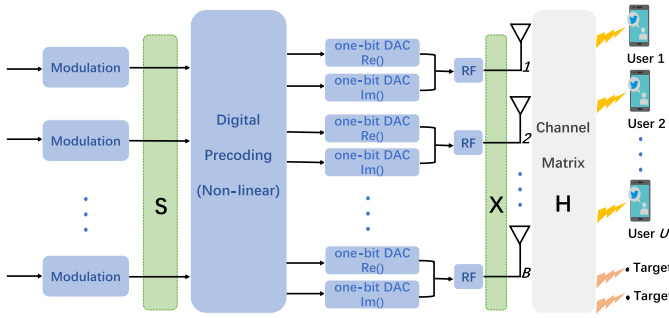 Modulation
Modulation
Modulation
S
Digital
Precoding
(Non-linear)
one-bit DAC
Re()
one-bit DAC
Im()
one-bit DAC
Re()
one-bit DAC
Im()
one-bit DAC
Re()
one-bit DAC
Im()
RF
RF
RF
X
1
2
B
Channel
Matrix
H
User 1
User 2
User U
Target
Target